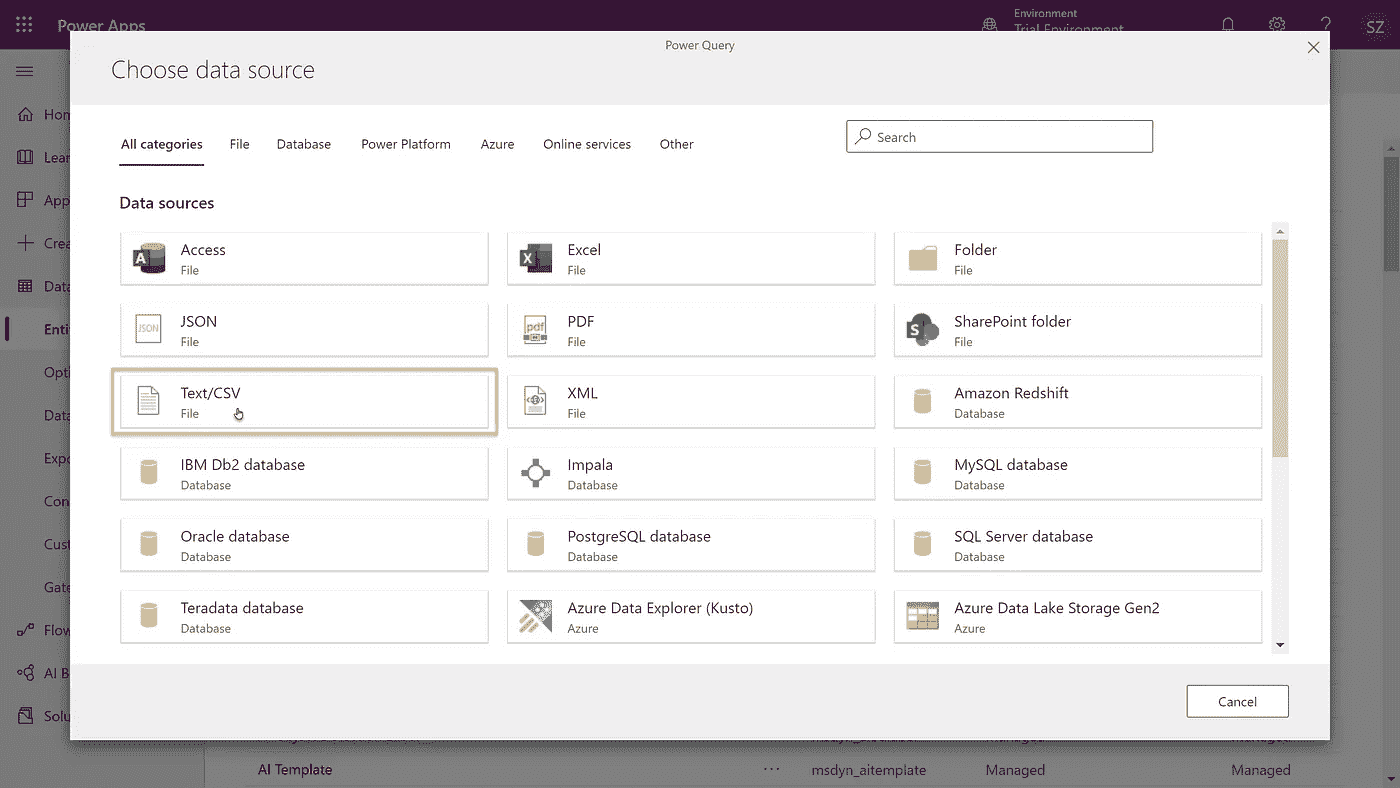 Power Apps
Environment
Trial Environment
SZ
Power Query
Choose data source
All categories File Database Power Platform Azure Online services Other
Search
Data sources
Access
File
Excel
File
Folder
File
JSON
JSON
File
pdf
PDF
File
SharePoint folder
File
Text/CSV
File
XML
File
Amazon Redshift
Database
IBM Db2 database
Database
Impala
Database
MySQL database
Database
Oracle database
Database
PostgreSQL database
Database
SQL Server database
Database
Teradata database
Database
Azure Data Explorer (Kusto)
Azure
Azure Data Lake Storage Gen2
Azure
Cancel
Hom
Lear
App
Crea
Data
Enti
Opti
Data
Expo
Con
Cust
Gate
Flow
AI B
Solu
Managed Managed
AI Template ··· msdyn_aitemplate Managed Managed